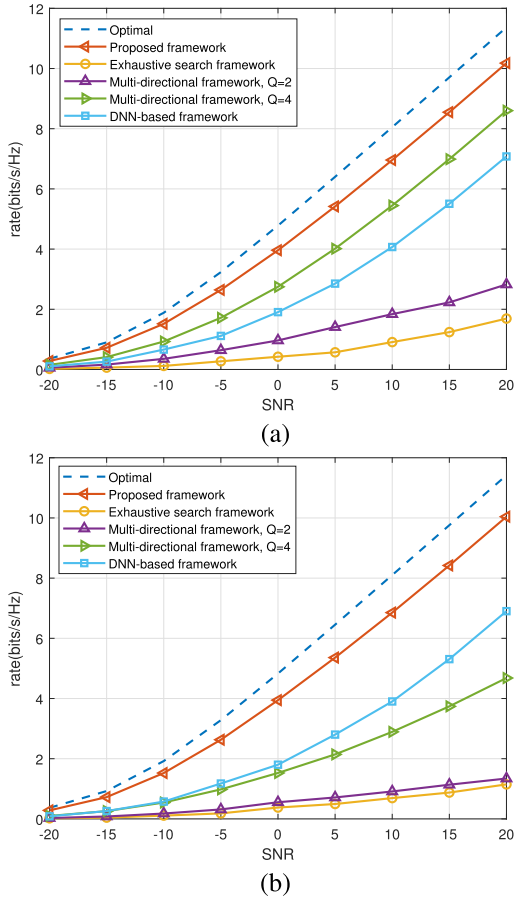 12
10
8
6
4
2
0
rate(bits/s/Hz)
Optimal
Proposed framework
Exhaustive search framework
Multi-directional framework, Q=2
Multi-directional framework, Q=4
DNN-based framework
-20 -15 -10 -5 0 5 10 15 20
SNR
(a)
12
10
8
6
4
2
0
rate(bits/s/Hz)
Optimal
Proposed framework
Exhaustive search framework
Multi-directional framework, Q=2
Multi-directional framework, Q=4
DNN-based framework
-20 -15 -10 -5 0 5 10 15 20
SNR
(b)